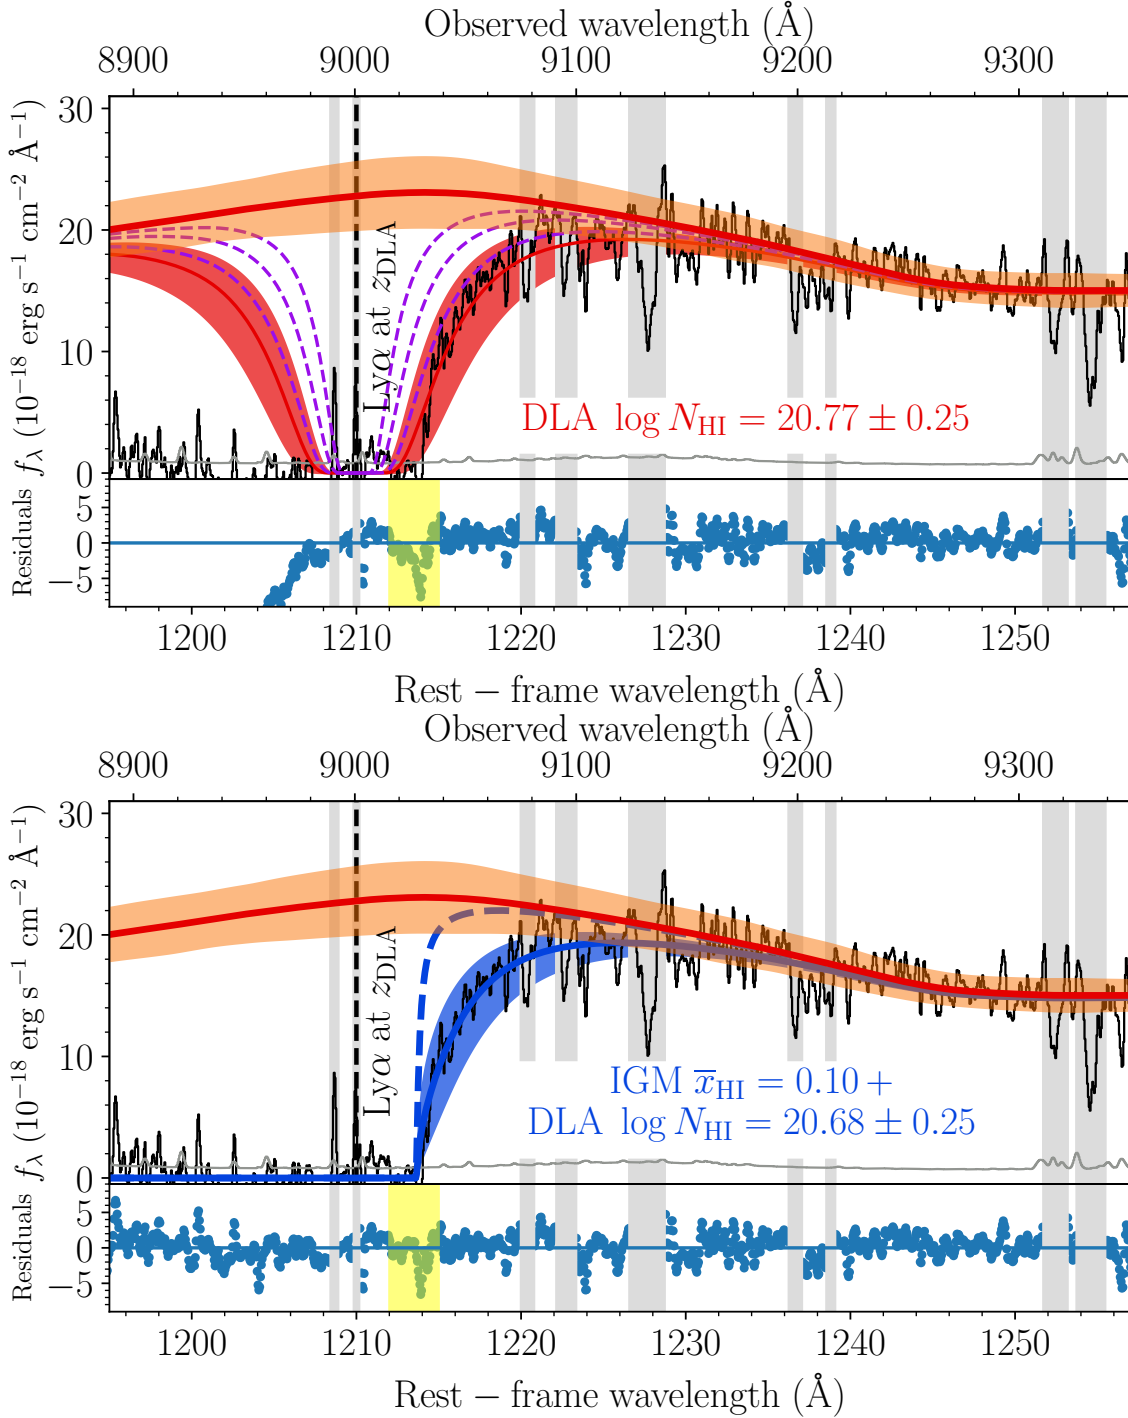 Observed wavelength (Å)
8900 9000 9100 9200 9300
30
20
10
0
f_λ (10⁻¹⁸ erg s⁻¹ cm⁻² Å⁻¹)
Lyα at z_DLA
DLA log N_HI = 20.77 ± 0.25
5
0
−5
Residuals
1200 1210 1220 1230 1240 1250
Rest − frame wavelength (Å)
Observed wavelength (Å)
8900 9000 9100 9200 9300
30
20
10
0
f_λ (10⁻¹⁸ erg s⁻¹ cm⁻² Å⁻¹)
Lyα at z_DLA
IGM x̅_HI = 0.10 +
DLA log N_HI = 20.68 ± 0.25
5
0
−5
Residuals
1200 1210 1220 1230 1240 1250
Rest − frame wavelength (Å)